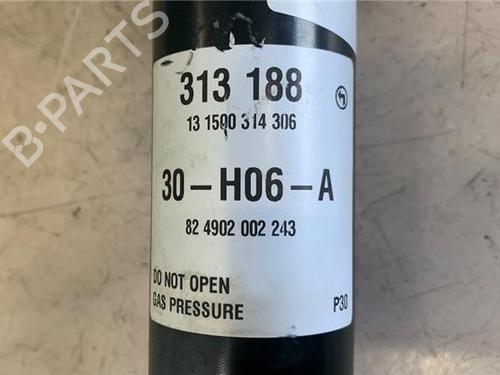 B-PARTS
313 188
13 1500 314 306
30-H06-A
82 4902 002 243
DO NOT OPEN
GAS PRESSURE P30